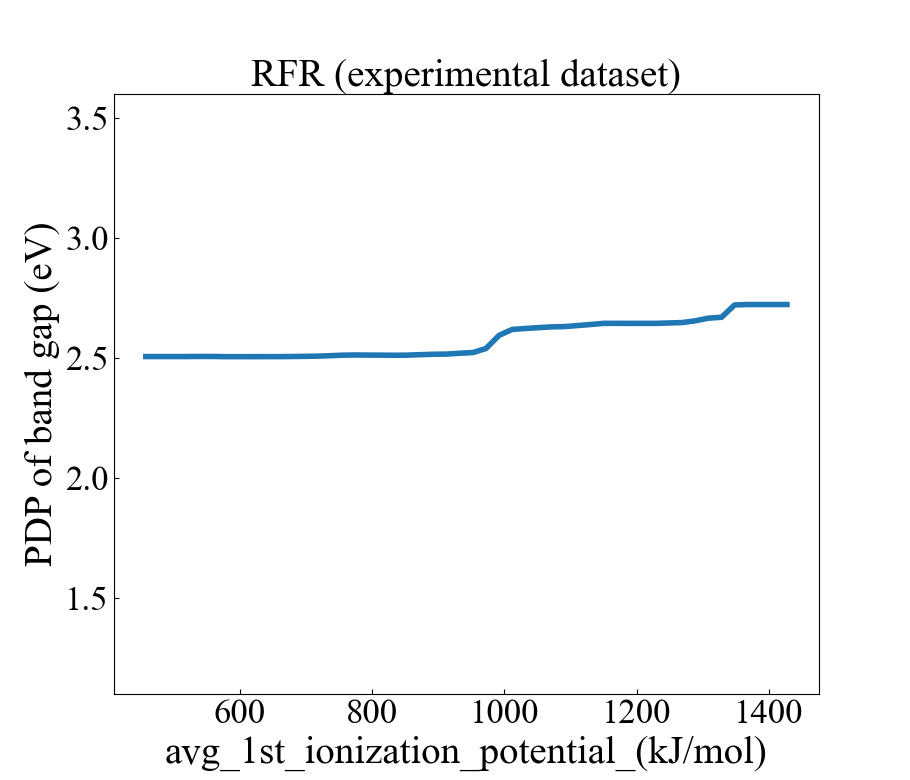 RFR (experimental dataset)
3.5
3.0
2.5
2.0
1.5
PDP of band gap (eV)
600 800 1000 1200 1400
avg_1st_ionization_potential_(kJ/mol)